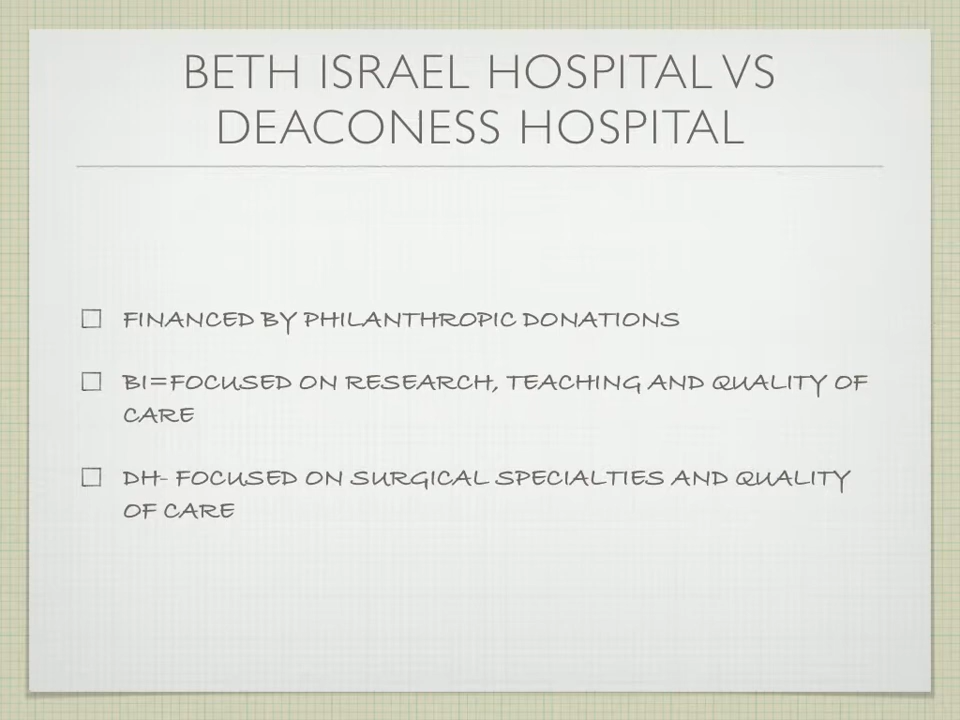 BETH ISRAEL HOSPITAL VS
DEACONESS HOSPITAL
FINANCED BY PHILANTHROPIC DONATIONS
BI=FOCUSED ON RESEARCH, TEACHING AND QUALITY OF
CARE
DH- FOCUSED ON SURGICAL SPECIALTIES AND QUALITY
OF CARE